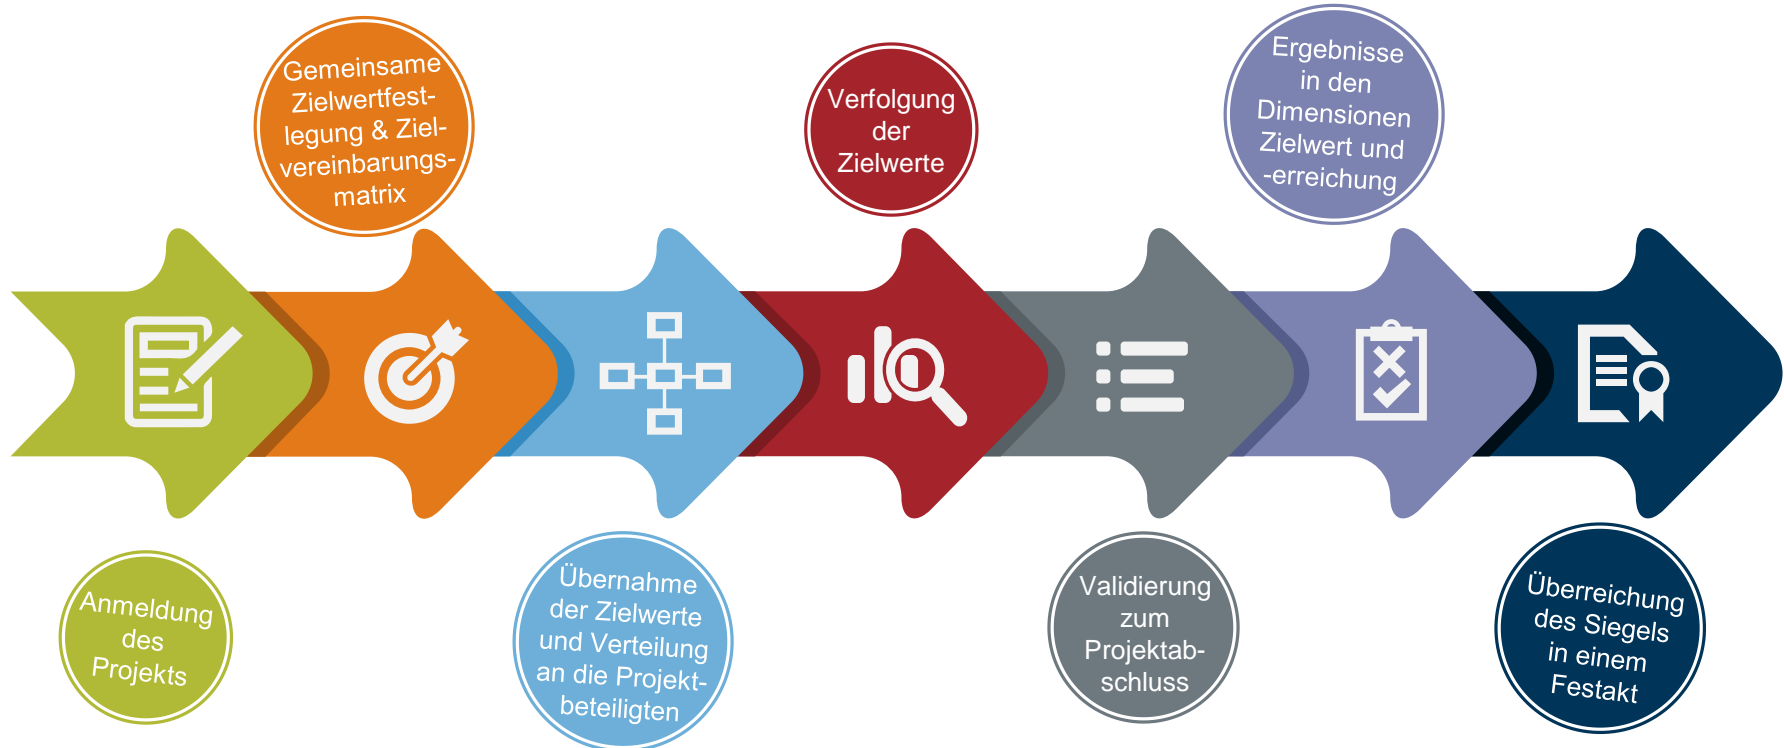 Anmeldung
des
Projekts
Gemeinsame
Zielwertfest-
legung & Ziel-
vereinbarungs-
matrix
Übernahme
der Zielwerte
und Verteilung
an die Projekt-
beteiligten
Verfolgung
der
Zielwerte
Validierung
zum
Projektab-
schluss
Ergebnisse
in den
Dimensionen
Zielwert und
-erreichung
Überreichung
des Siegels
in einem
Festakt